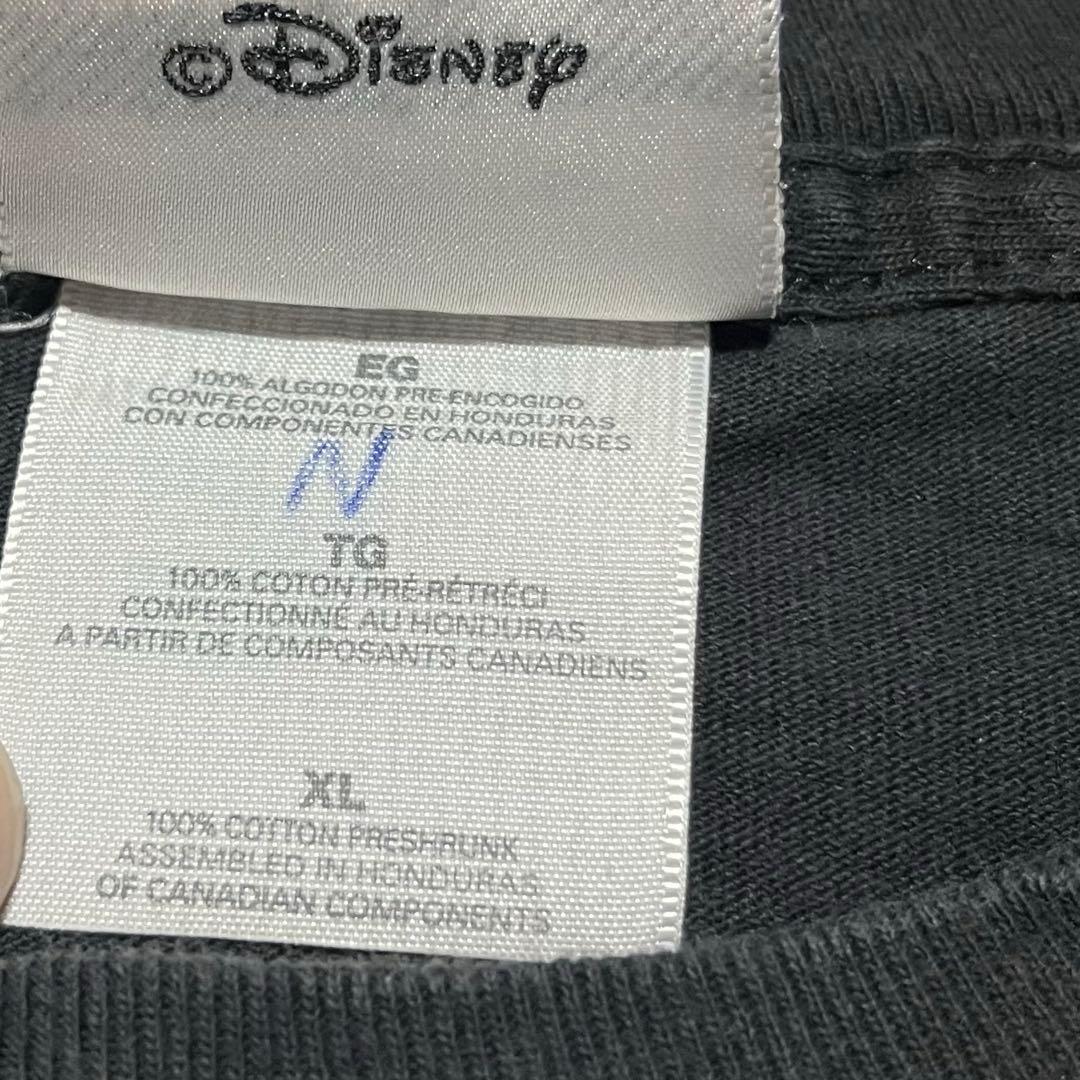 ©Disney
EG
100% ALGODON PRE-ENCOGIDO
CONFECCIONADO EN HONDURAS
CON COMPONENTES CANADIENSES
N
TG
100% COTON PRÉ-RÉTRÉCI
CONFECTIONNÉ AU HONDURAS
A PARTIR DE COMPOSANTS CANADIENS
XL
100% COTTON PRESHRUNK
ASSEMBLED IN HONDURAS
OF CANADIAN COMPONENTS